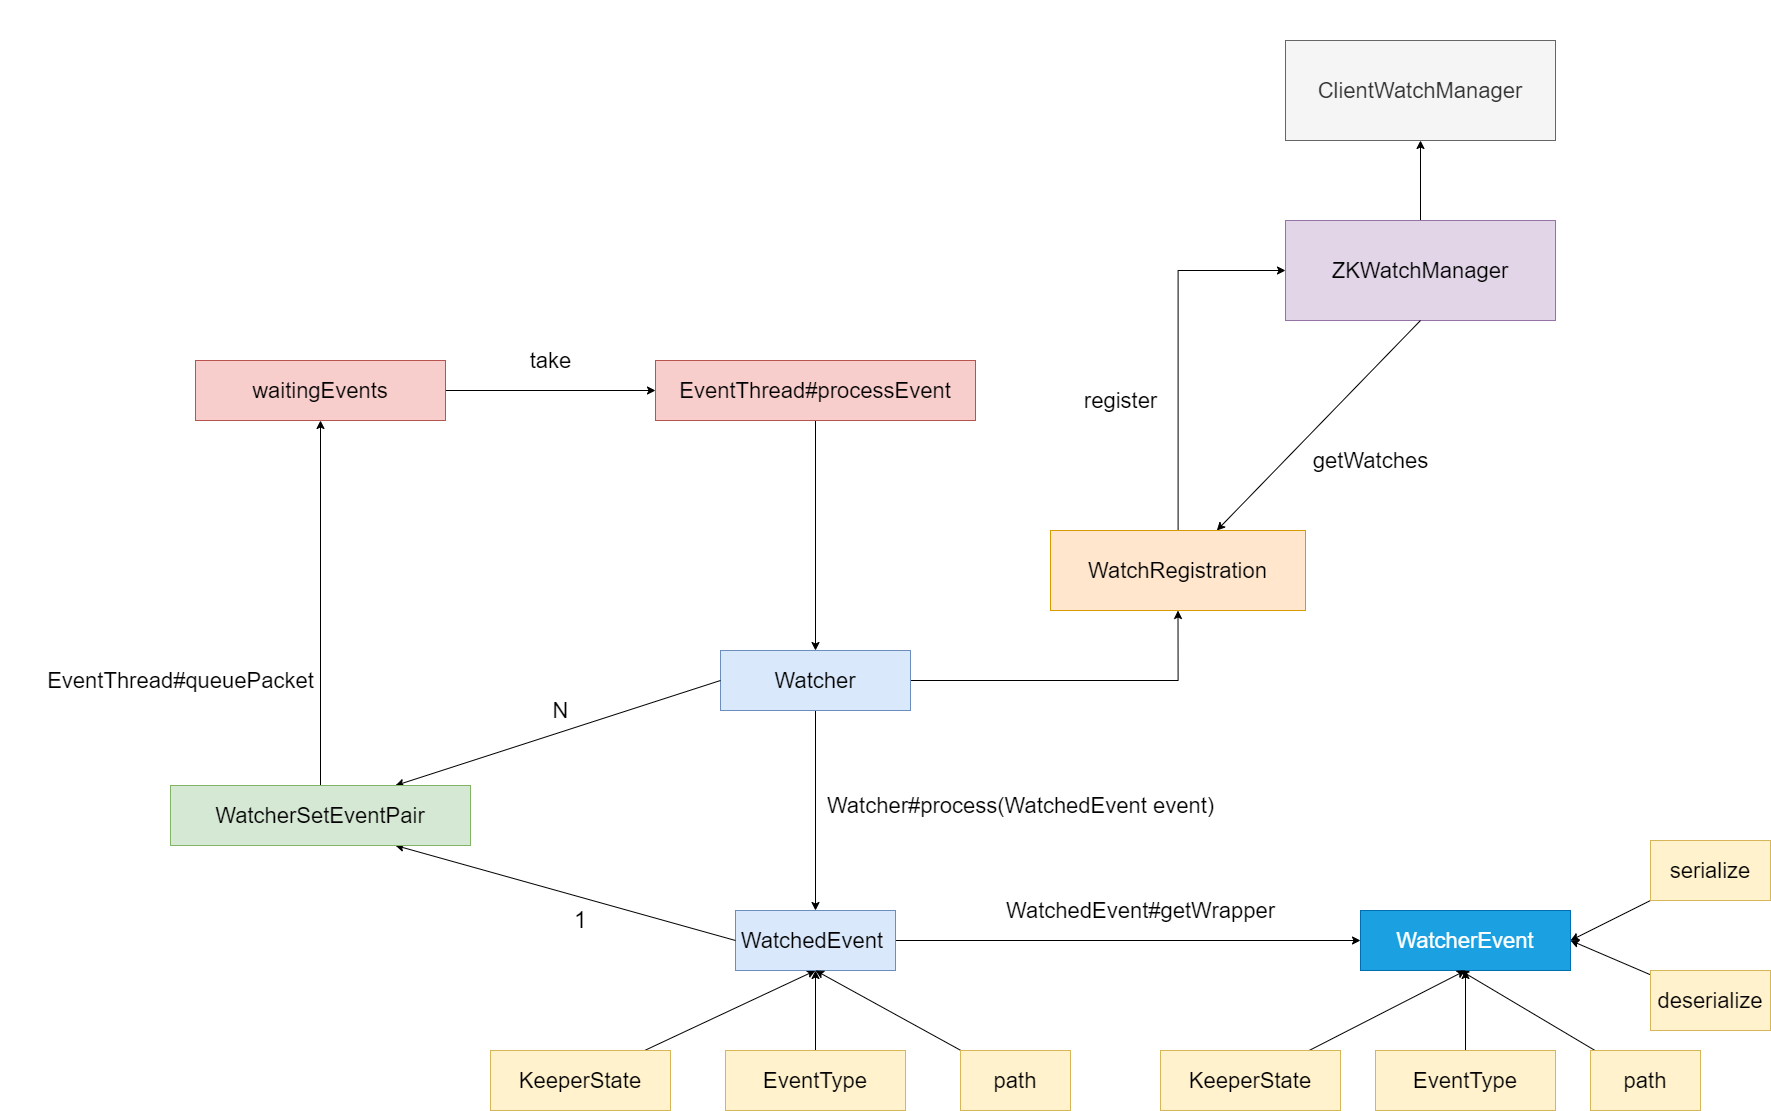 ClientWatchManager
ZKWatchManager
take
waitingEvents
EventThread#processEvent
register
getWatches
WatchRegistration
EventThread#queuePacket
Watcher
N
WatcherSetEventPair
Watcher#process(WatchedEvent event)
serialize
1
WatchedEvent#getWrapper
WatchedEvent
WatcherEvent
deserialize
KeeperState
EventType
path
KeeperState
EventType
path